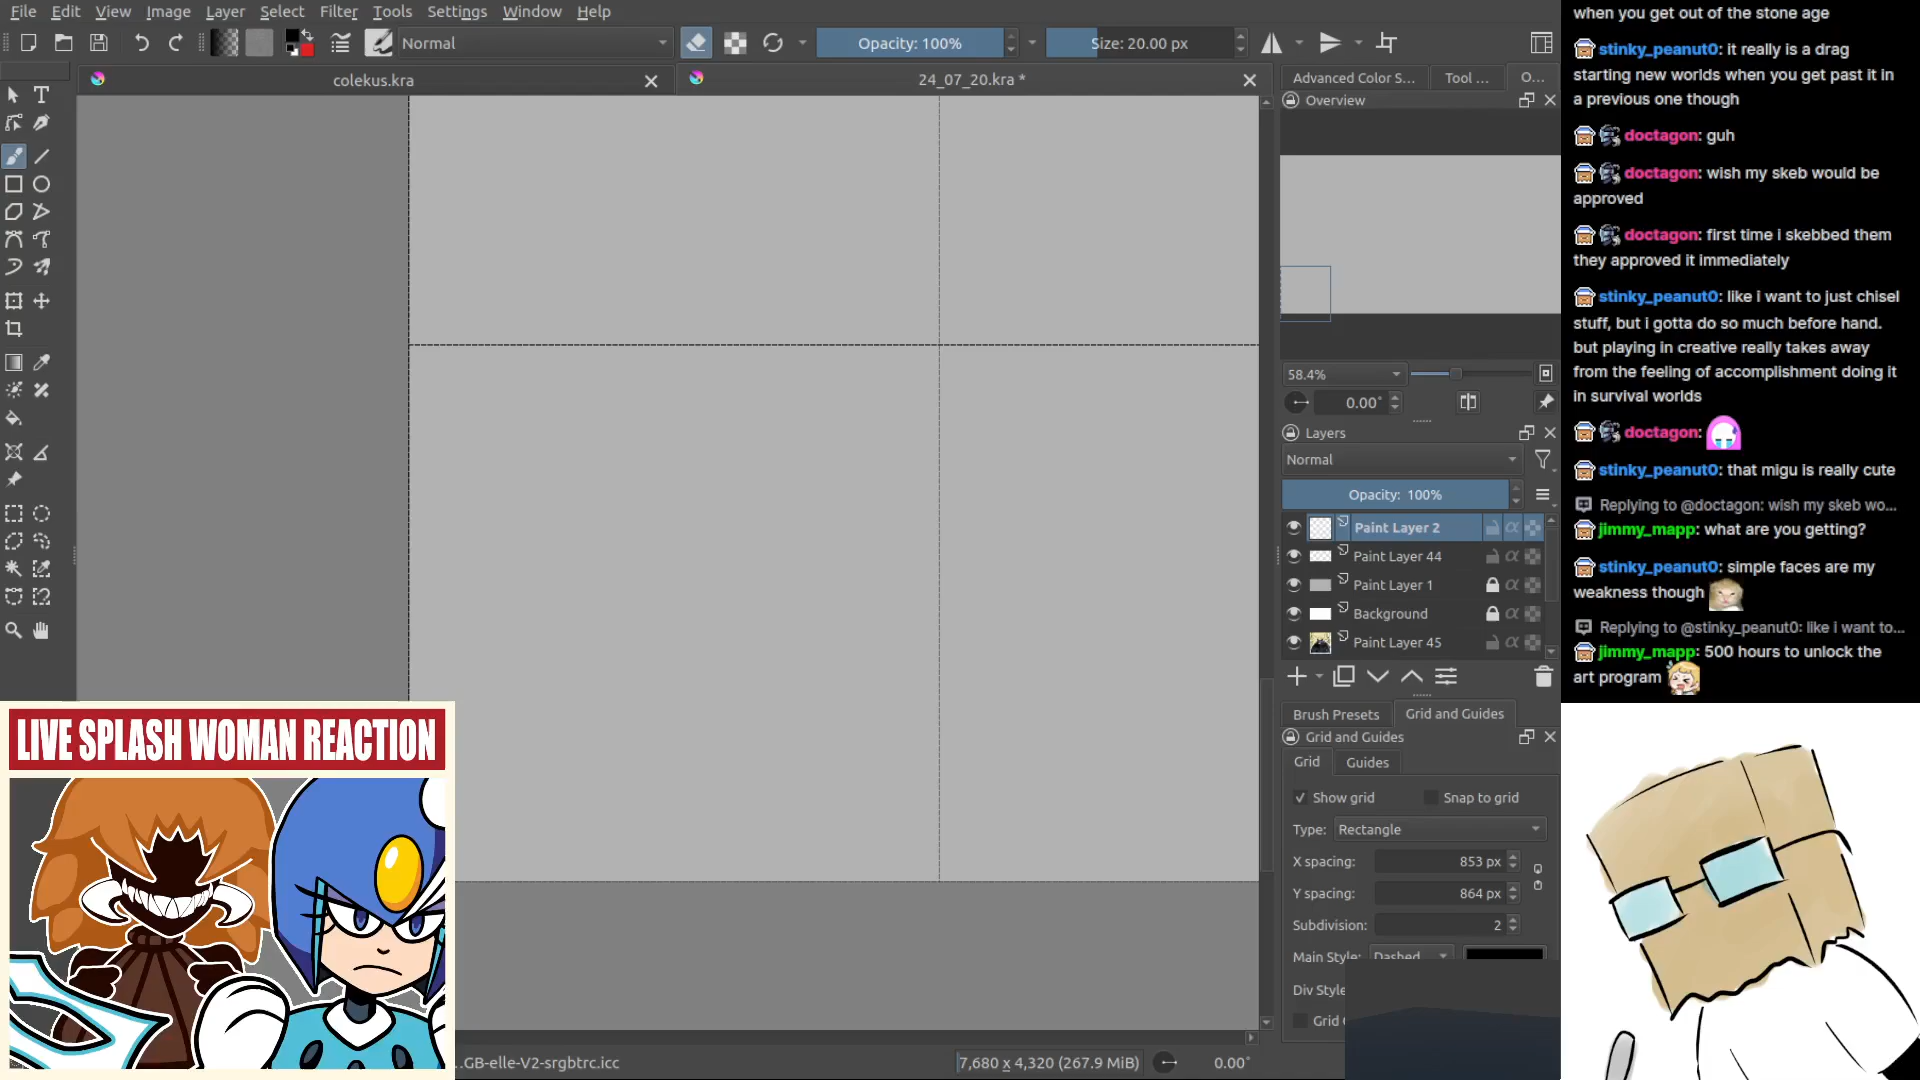 File Edit View Image Layer Select Filter Tools Settings Window Help
Normal
Opacity: 100%
Size: 20.00 px
colekus.kra
24_07_20.kra *
Advanced Color S... Tool ... O...
Overview
58.4%
0.00°
Layers
Normal
Opacity: 100%
Paint Layer 2
Paint Layer 44
Paint Layer 1
Background
Paint Layer 45
Brush Presets Grid and Guides
Grid and Guides
Grid Guides
Show grid Snap to grid
Type: Rectangle
X spacing: 853 px
Y spacing: 864 px
Subdivision: 2
Main Style: Dashed
Div Style
Grid
...GB-elle-V2-srgbtrc.icc
7,680 x 4,320 (267.9 MiB)
0.00°
LIVE SPLASH WOMAN REACTION
when you get out of the stone age
stinky_peanut0: it really is a drag
starting new worlds when you get past it in
a previous one though
doctagon: guh
doctagon: wish my skeb would be
approved
doctagon: first time i skebbed them
they approved it immediately
stinky_peanut0: like i want to just chisel
stuff, but i gotta do so much before hand.
but playing in creative really takes away
from the feeling of accomplishment doing it
in survival worlds
doctagon:
stinky_peanut0: that migu is really cute
Replying to @doctagon: wish my skeb wo...
jimmy_mapp: what are you getting?
stinky_peanut0: simple faces are my
weakness though
Replying to @stinky_peanut0: like i want to...
jimmy_mapp: 500 hours to unlock the
art program